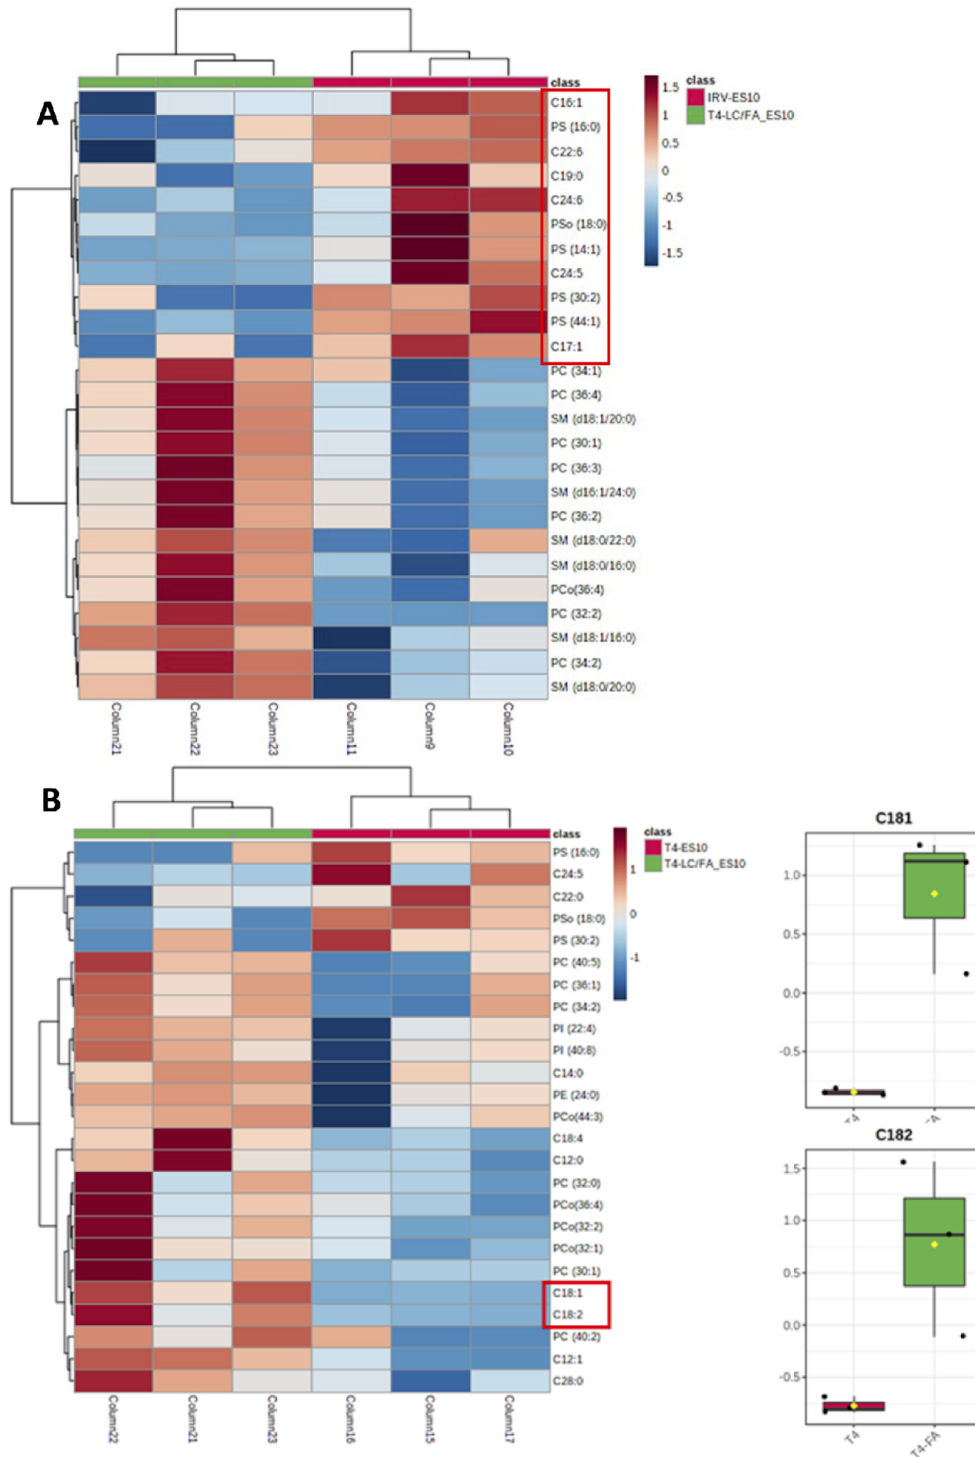 A
class
C16:1
PS (16:0)
C22:6
C19:0
C24:6
PSo (18:0)
PS (14:1)
C24:5
PS (30:2)
PS (44:1)
C17:1
PC (34:1)
PC (36:4)
SM (d18:1/20:0)
PC (30:1)
PC (36:3)
SM (d16:1/24:0)
PC (36:2)
SM (d18:0/22:0)
SM (d18:0/16:0)
PCo(36:4)
PC (32:2)
SM (d18:1/16:0)
PC (34:2)
SM (d18:0/20:0)
Column21
Column22
Column23
Column11
Column9
Column10
1.5
1
0.5
0
-0.5
-1
-1.5
class
IRV-ES10
T4-LC/FA_ES10
B
class
PS (16:0)
C24:5
C22:0
PSo (18:0)
PS (30:2)
PC (40:5)
PC (36:1)
PC (34:2)
PI (22:4)
PI (40:8)
C14:0
PE (24:0)
PCo(44:3)
C18:4
C12:0
PC (32:0)
PCo(36:4)
PCo(32:2)
PCo(32:1)
PC (30:1)
C18:1
C18:2
PC (40:2)
C12:1
C28:0
Column22
Column21
Column23
Column16
Column15
Column17
1
0
-1
class
T4-ES10
T4-LC/FA_ES10
C181
1.0
0.5
0.0
-0.5
C182
1.5
1.0
0.5
0.0
-0.5
T4
T4-FA